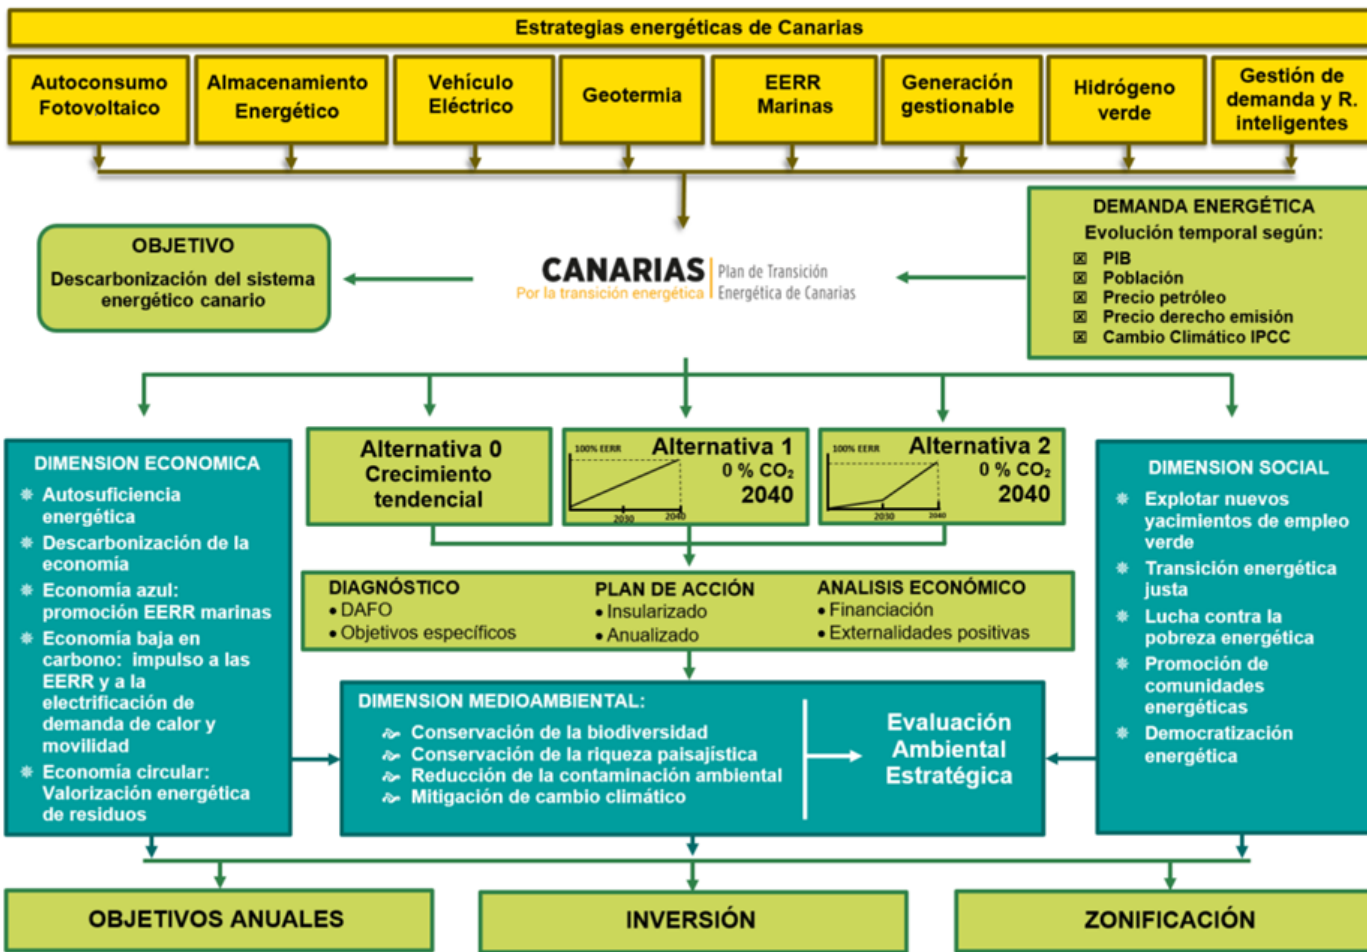 Estrategias energéticas de Canarias
Autoconsumo
Fotovoltaico
Almacenamiento
Energético
Vehículo
Eléctrico
Geotermia
EERR
Marinas
Generación
gestionable
Hidrógeno
verde
Gestión de
demanda y R.
inteligentes
OBJETIVO
Descarbonización del sistema
energético canario
CANARIAS
Por la transición energética
Plan de Transición
Energética de Canarias
DEMANDA ENERGÉTICA
Evolución temporal según:
PIB
Población
Precio petróleo
Precio derecho emisión
Cambio Climático IPCC
DIMENSION ECONOMICA
Autosuficiencia
energética
Descarbonización de la
economía
Economía azul:
promoción EERR marinas
Economía baja en
carbono: impulso a las
EERR y a la
electrificación de
demanda de calor y
movilidad
Economía circular:
Valorización energética
de residuos
Alternativa 0
Crecimiento
tendencial
Alternativa 1
100% EERR
0 % CO₂
2040
2030
2040
Alternativa 2
100% EERR
0 % CO₂
2040
2030
2040
DIMENSION SOCIAL
Explotar nuevos
yacimientos de empleo
verde
Transición energética
justa
Lucha contra la
pobreza energética
Promoción de
comunidades
energéticas
Democratización
energética
DIAGNÓSTICO
• DAFO
• Objetivos específicos
PLAN DE ACCIÓN
• Insularizado
• Anualizado
ANALISIS ECONÓMICO
• Financiación
• Externalidades positivas
DIMENSION MEDIOAMBIENTAL:
Conservación de la biodiversidad
Conservación de la riqueza paisajística
Reducción de la contaminación ambiental
Mitigación de cambio climático
Evaluación
Ambiental
Estratégica
OBJETIVOS ANUALES
INVERSIÓN
ZONIFICACIÓN